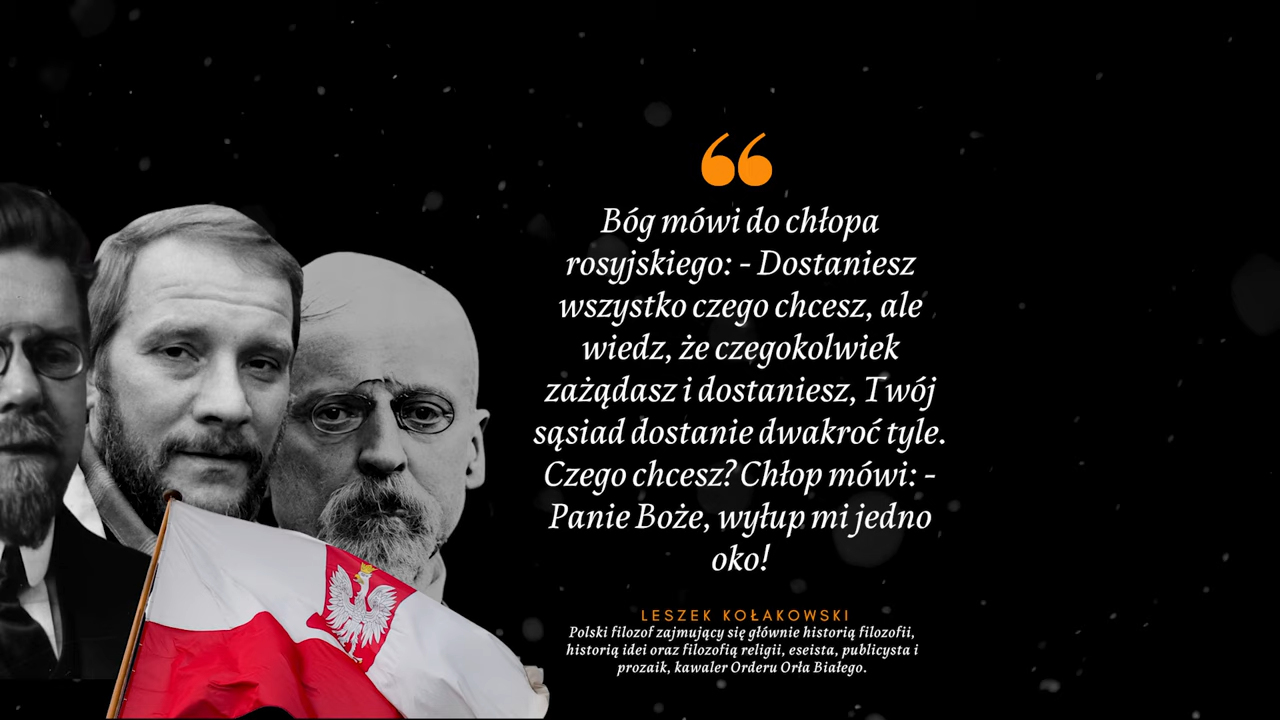 Bóg mówi do chłopa
rosyjskiego: - Dostaniesz
wszystko czego chcesz, ale
wiedz, że czegokolwiek
zażądasz i dostaniesz, Twój
sąsiad dostanie dwakroć tyle.
Czego chcesz? Chłop mówi: -
Panie Boże, wyłup mi jedno
oko!
LESZEK KOŁAKOWSKI
Polski filozof zajmujący się głównie historią filozofii,
historią idei oraz filozofią religii, eseista, publicysta i
prozaik, kawaler Orderu Orła Białego.